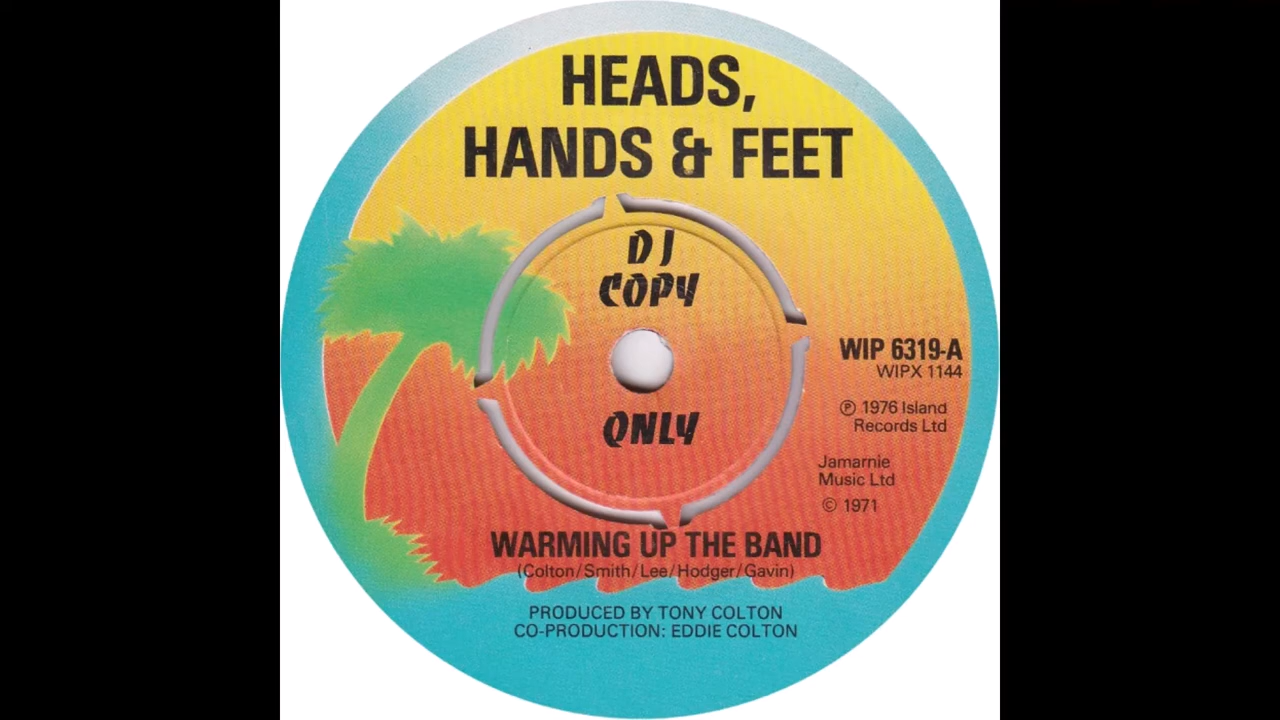 HEADS,
HANDS & FEET
DJ
COPY
ONLY
WIP 6319-A
WIPX 1144
℗ 1976 Island
Records Ltd
Jamarnie
Music Ltd
© 1971
WARMING UP THE BAND
(Colton/Smith/Lee/Hodger/Gavin)
PRODUCED BY TONY COLTON
CO-PRODUCTION: EDDIE COLTON